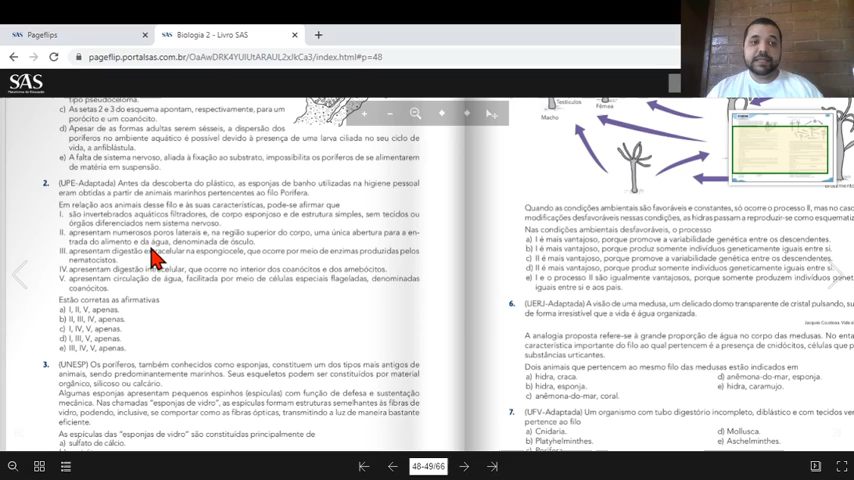 Pageflips
Biologia 2 - Livro SAS
pageflip.portalsas.com.br/OaAwDRK4YUIUtARAUL2xJkCa3/index.html#p=48
SAS
Plataforma de Educação
tipo pseudoceloma.
c) As setas 2 e 3 do esquema apontam, respectivamente, para um
porócito e um coanócito.
d) Apesar de as formas adultas serem sésseis, a dispersão dos
poríferos no ambiente aquático é possível devido à presença de uma larva ciliada no seu ciclo
de vida, a anfiblástula.
e) A falta de sistema nervoso, aliada à fixação ao substrato, impossibilita os poríferos de se alimentarem
de matéria em suspensão.
2. (UPE-Adaptada) Antes da descoberta do plástico, as esponjas de banho utilizadas na higiene pessoal
eram obtidas a partir de animais marinhos pertencentes ao filo Porifera.
Em relação aos animais desse filo e às suas características, pode-se afirmar que
I. são invertebrados aquáticos filtradores, de corpo esponjoso e de estrutura simples, sem tecidos ou
órgãos diferenciados nem sistema nervoso.
II. apresentam numerosos poros laterais e, na região superior do corpo, uma única abertura para a en-
trada do alimento e da água, denominada de ósculo.
III. apresentam digestão extracelular na espongiocele, que ocorre por meio de enzimas produzidas pelos
nematocistos.
IV. apresentam digestão intracelular, que ocorre no interior dos coanócitos e dos amebócitos.
V. apresentam circulação de água, facilitada por meio de células especiais flageladas, denominadas
coanócitos.
Estão corretas as afirmativas
a) I, II, V, apenas.
b) II, III, IV, apenas.
c) I, IV, V, apenas.
d) I, III, V, apenas.
e) III, IV, V, apenas.
3. (UNESP) Os poríferos, também conhecidos como esponjas, constituem um dos tipos mais antigos de
animais, sendo predominantemente marinhos. Seus esqueletos podem ser constituídos por material
orgânico, silicoso ou calcário.
Algumas esponjas apresentam pequenos espinhos (espículas) com função de defesa e sustentação
mecânica. Nas chamadas "esponjas de vidro", as espículas formam estruturas semelhantes às fibras de
vidro, podendo, inclusive, se comportar como as fibras ópticas, transmitindo a luz de maneira bastante
eficiente.
As espículas das "esponjas de vidro" são constituídas principalmente de
a) sulfato de cálcio.
Testículos
Macho
Fêmea
Quando as condições ambientais são favoráveis e constantes, só ocorre o processo II, mas no
modificações desfavoráveis nessas condições, as hidras passam a reproduzir-se como esquematiz
Nas condições ambientais desfavoráveis, o processo
a) I é mais vantajoso, porque promove a variabilidade genética entre os descendentes.
b) I é mais vantajoso, porque produz somente indivíduos geneticamente iguais entre si.
c) II é mais vantajoso, porque promove a variabilidade genética entre os descendentes.
d) II é mais vantajoso, porque produz somente indivíduos geneticamente iguais entre si.
e) I e o processo II são igualmente vantajosos, porque somente produzem indivíduos
iguais entre si e aos pais.
6. (UERJ-Adaptada) A visão de uma medusa, um delicado domo transparente de cristal pulsando,
de forma irresistível que a vida é água organizada.
Jacques Cousteau
A analogia proposta refere-se à grande proporção de água no corpo das medusas. No
característica importante do filo ao qual pertencem é a presença de cnidócitos, células que
substâncias urticantes.
Dois animais que pertencem ao mesmo filo das medusas estão indicados em
a) hidra, craca.
d) anêmona-do-mar, esponja.
b) hidra, esponja.
e) hidra, caramujo.
c) anêmona-do-mar, coral.
7. (UFV-Adaptada) Um organismo com tubo digestório incompleto, diblástico e com tecidos
pertence ao filo
a) Cnidaria.
d) Mollusca.
b) Platyhelminthes.
e) Aschelminthes.
c) Porifera.
48-49/66